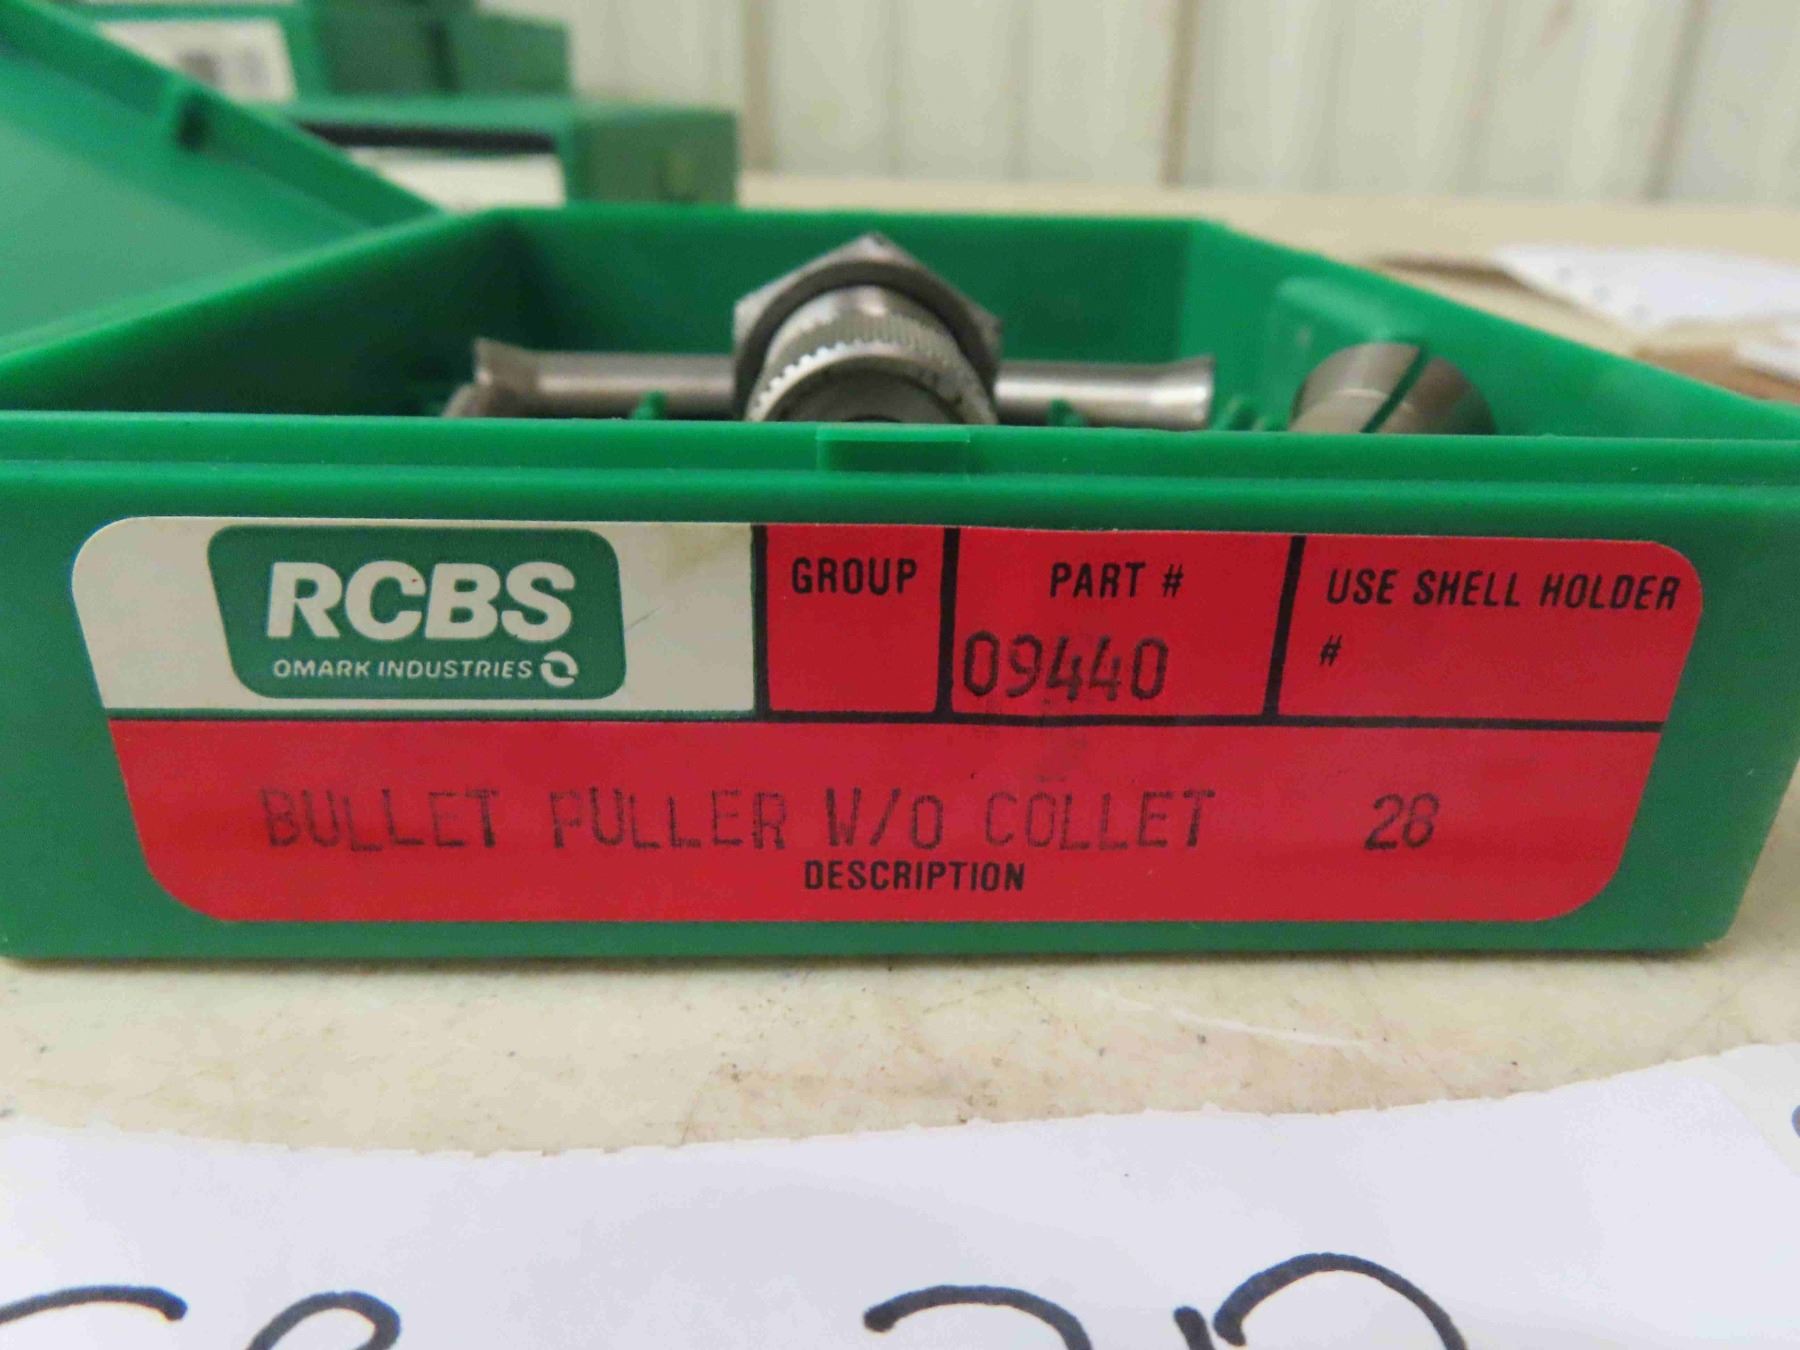 RCBS
OMARK INDUSTRIES
GROUP
PART #
09440
USE SHELL HOLDER
#
BULLET PULLER W/O COLLET 28
DESCRIPTION